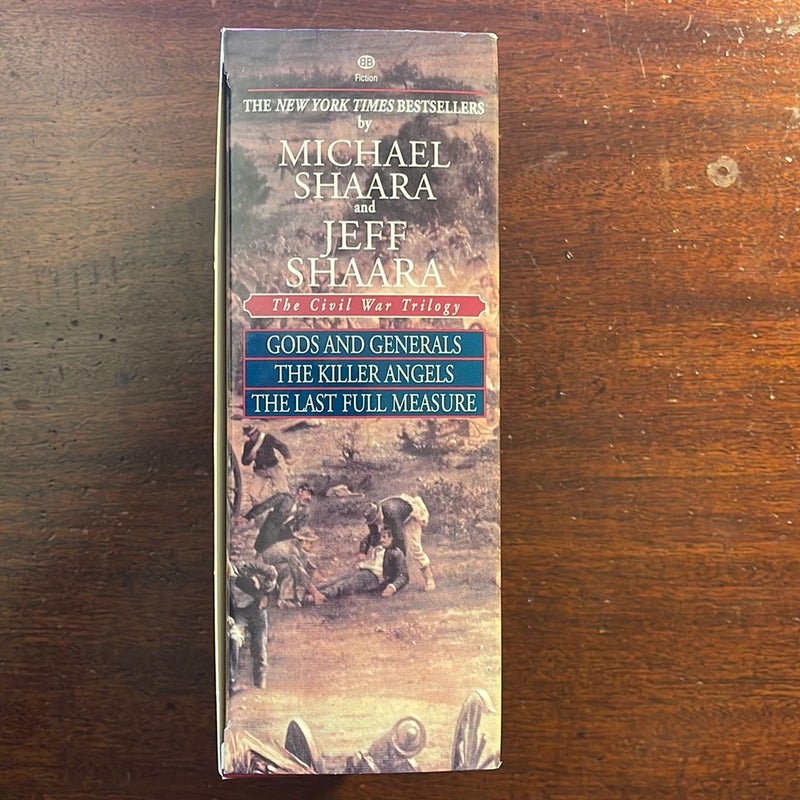 BB
Fiction
THE NEW YORK TIMES BESTSELLERS
by
MICHAEL
SHAARA
and
JEFF
SHAARA
The Civil War Trilogy
GODS AND GENERALS
THE KILLER ANGELS
THE LAST FULL MEASURE